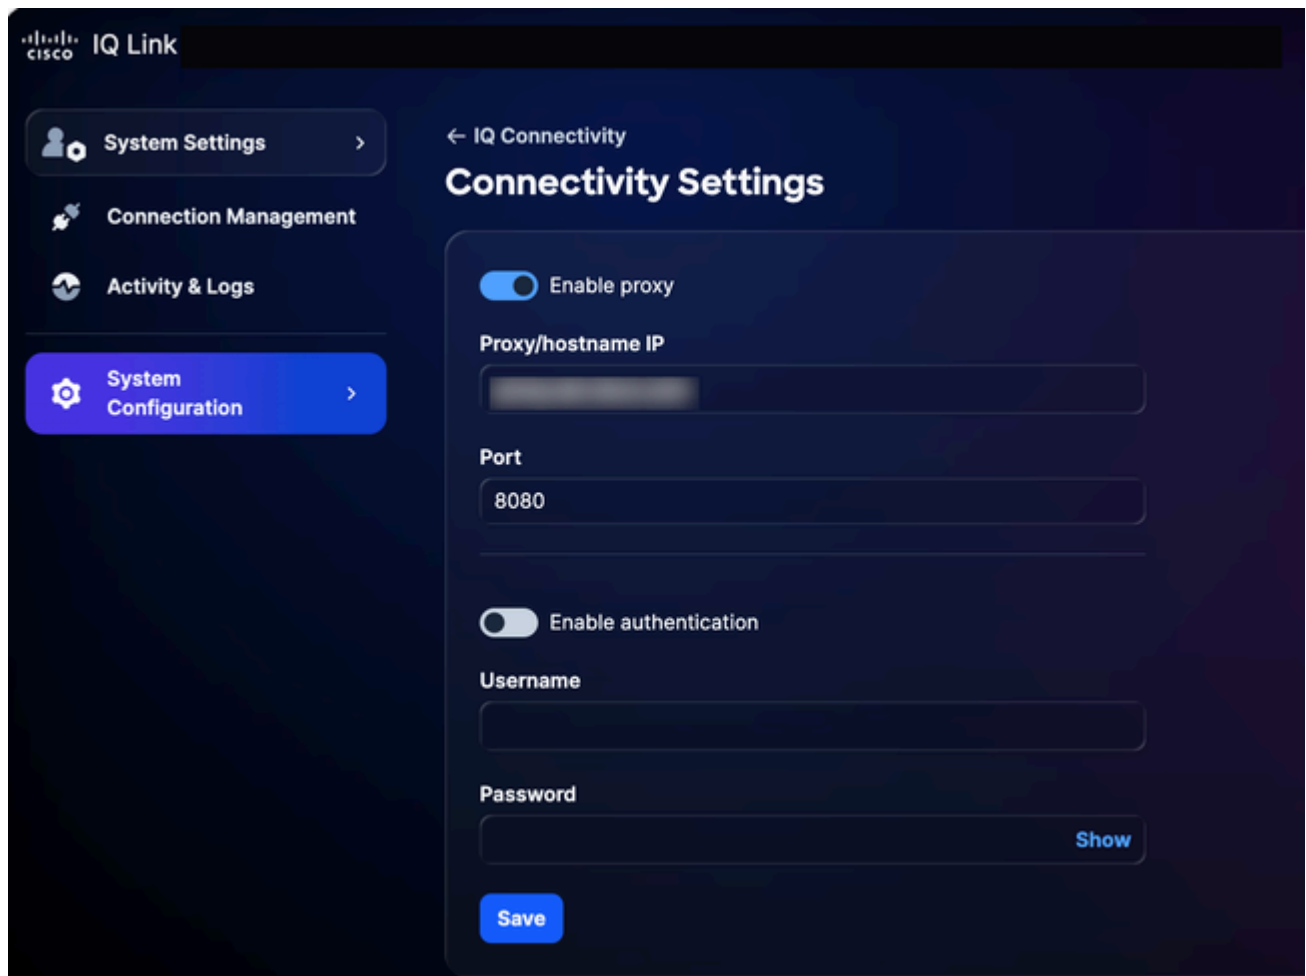 cisco IQ Link
System Settings
Connection Management
Activity & Logs
System
Configuration
← IQ Connectivity
Connectivity Settings
Enable proxy
Proxy/hostname IP
Port
8080
Enable authentication
Username
Password
Show
Save